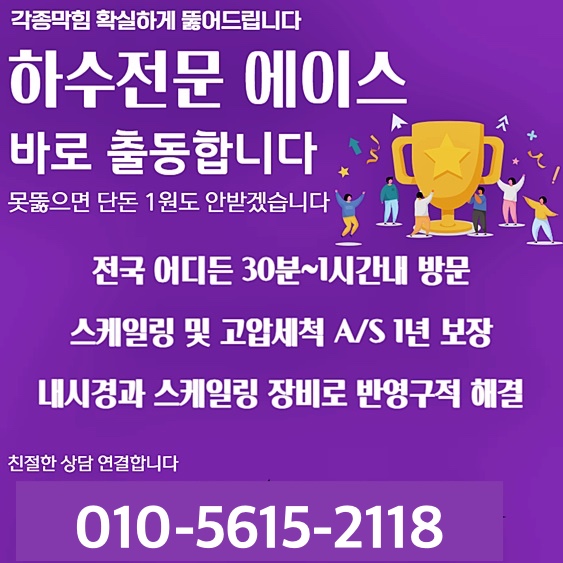 각종막힘 확실하게 뚫어드립니다
하수전문 에이스
바로 출동합니다
못뚫으면 단돈 1원도 안받겠습니다
전국 어디든 30분~1시간내 방문
스케일링 및 고압세척 A/S 1년 보장
내시경과 스케일링 장비로 반영구적 해결
친절한 상담 연결합니다
010-5615-2118